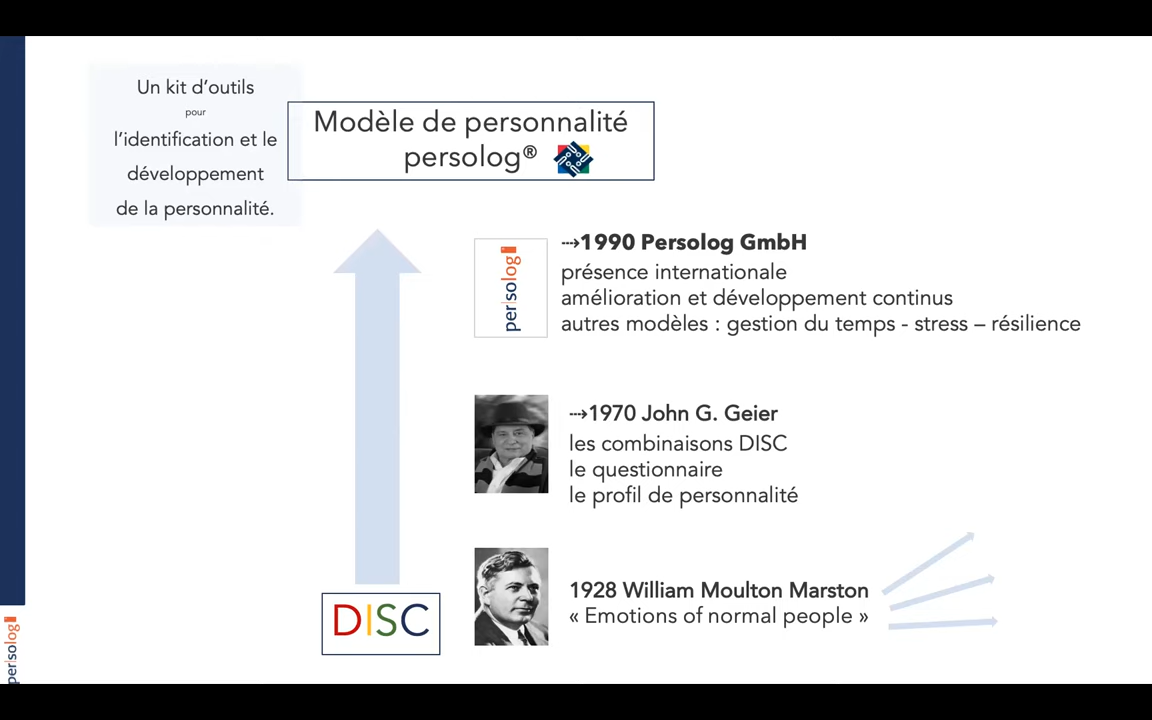 Un kit d’outils
pour
l’identification et le
développement
de la personnalité.
Modèle de personnalité
persolog®
⤏1990 Persolog GmbH
présence internationale
amélioration et développement continus
autres modèles : gestion du temps - stress – résilience
persolog
⤏1970 John G. Geier
les combinaisons DISC
le questionnaire
le profil de personnalité
1928 William Moulton Marston
« Emotions of normal people »
DISC
persolog